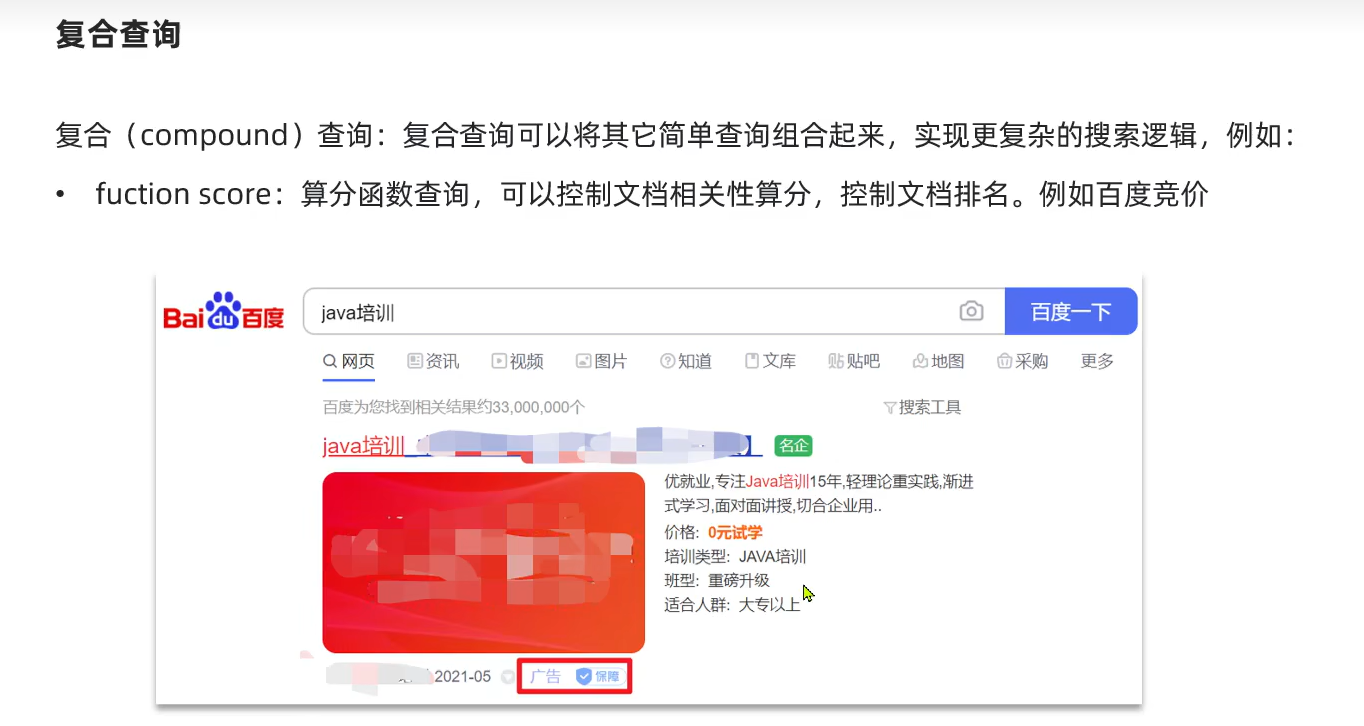 复合查询
复合（compound）查询：复合查询可以将其它简单查询组合起来，实现更复杂的搜索逻辑，例如：
• fuction score：算分函数查询，可以控制文档相关性算分，控制文档排名。例如百度竞价
Bai du 百度 java培训 百度一下
网页 资讯 视频 图片 知道 文库 贴吧 地图 采购 更多
百度为您找到相关结果约33,000,000个 搜索工具
java培训 名企
优就业,专注Java培训15年,轻理论重实践,渐进
式学习,面对面讲授,切合企业用..
价格: 0元试学
培训类型: JAVA培训
班型: 重磅升级
适合人群: 大专以上
2021-05 广告 保障